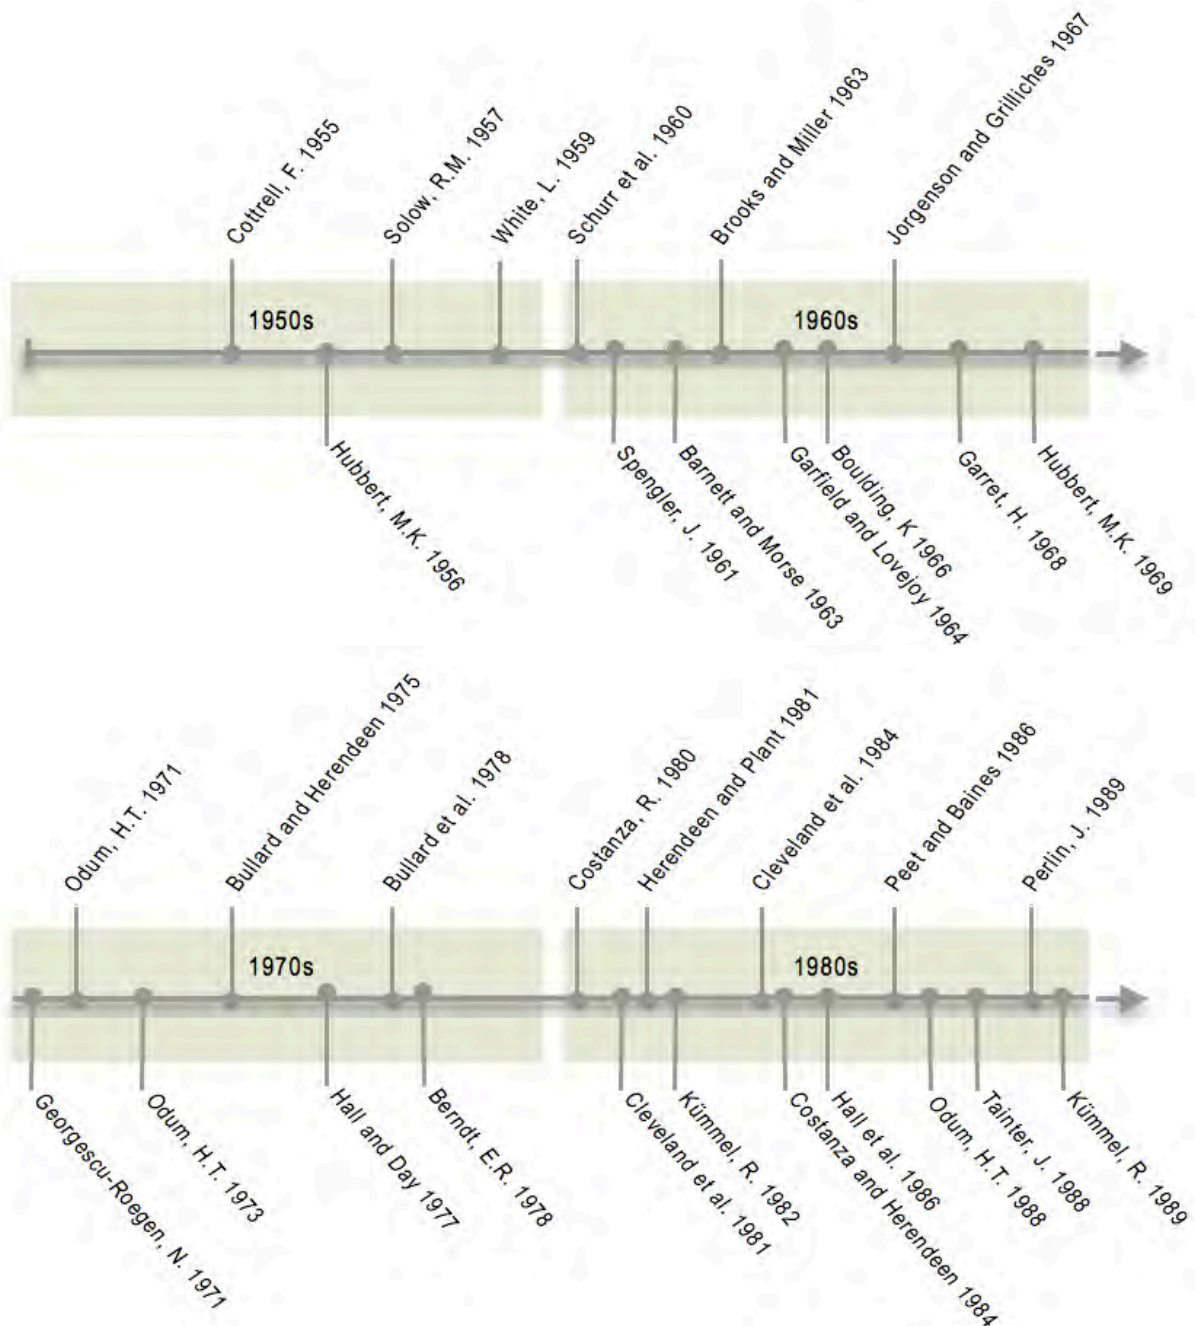 Cottrell, F. 1955
Solow, R.M. 1957
White, L. 1959
Schurr et al. 1960
Brooks and Miller 1963
Jorgenson and Grilliches 1967
1950s
1960s
Hubbert, M.K. 1956
Spengler, J. 1961
Barnett and Morse 1963
Garfield and Lovejoy 1964
Boulding, K 1966
Garret, H. 1968
Hubbert, M.K. 1969
Odum, H.T. 1971
Bullard and Herendeen 1975
Bullard et al. 1978
Costanza, R. 1980
Herendeen and Plant 1981
Cleveland et al. 1984
Peet and Baines 1986
Perlin, J. 1989
1970s
1980s
Georgescu-Roegen, N. 1971
Odum, H.T. 1973
Hall and Day 1977
Berndt, E.R. 1978
Cleveland et al. 1981
Kümmel, R. 1982
Costanza and Herendeen 1984
Hall et al. 1986
Odum, H.T. 1988
Tainter, J. 1988
Kümmel, R. 1989